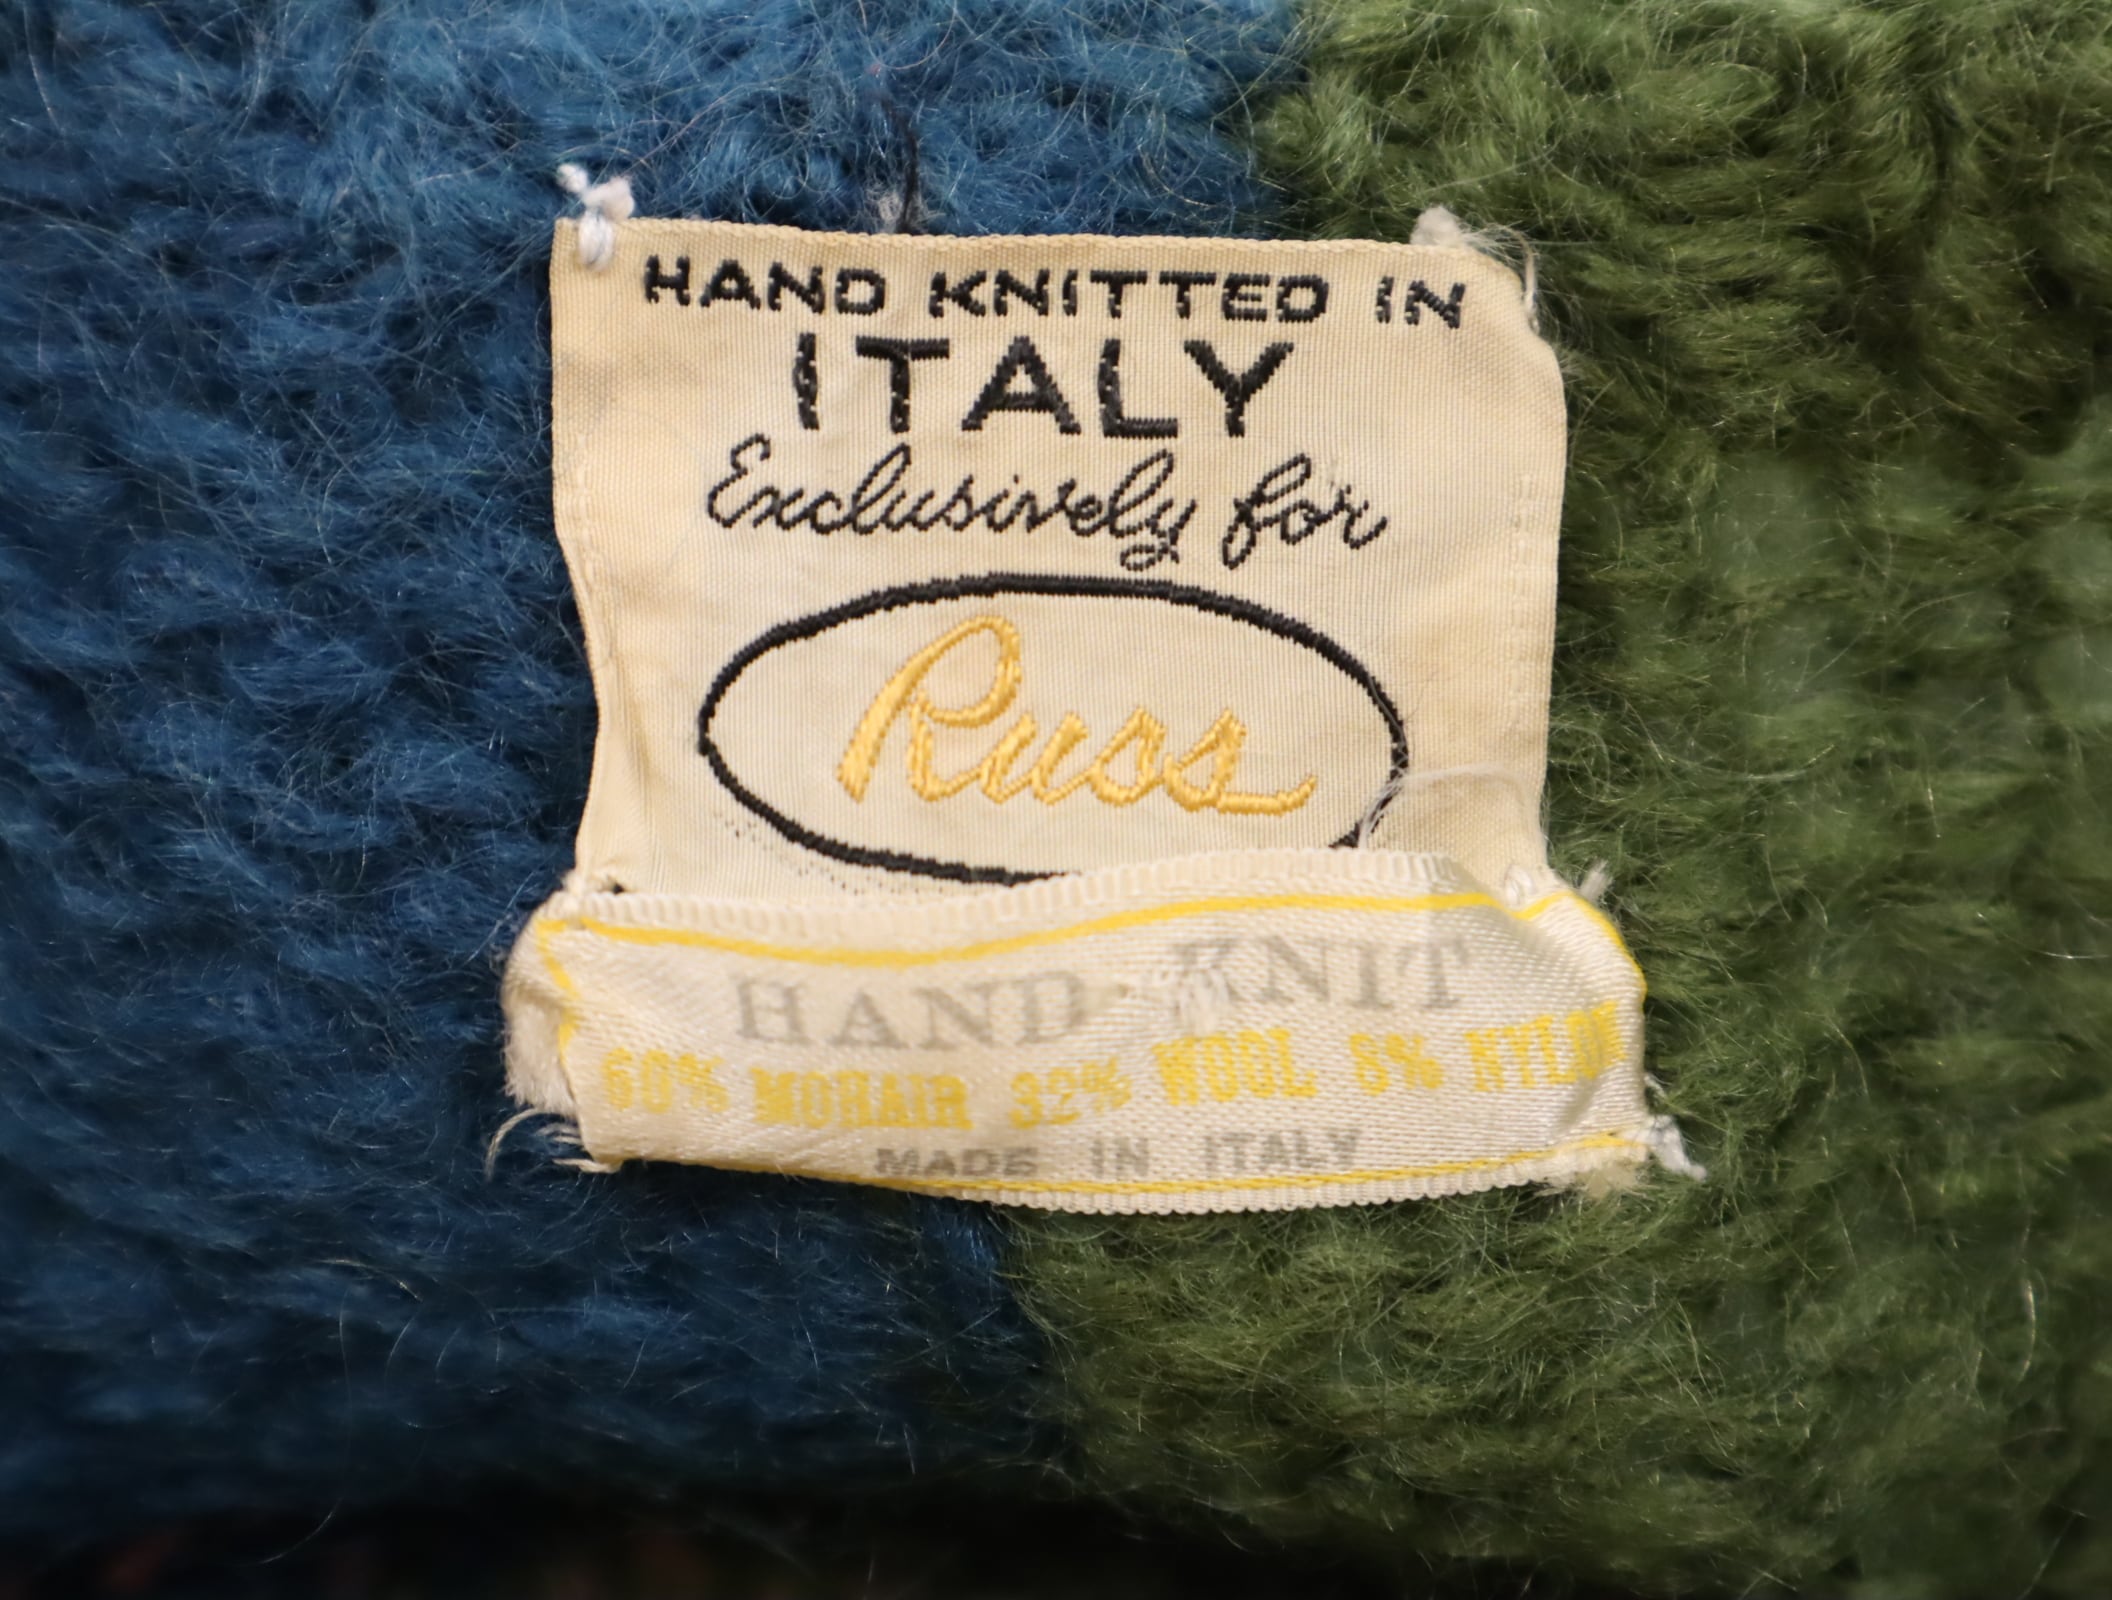 HAND KNITTED IN
ITALY
Exclusively for
Russ
HAND KNIT
60% MOHAIR 32% WOOL 8% NYLON
MADE IN ITALY